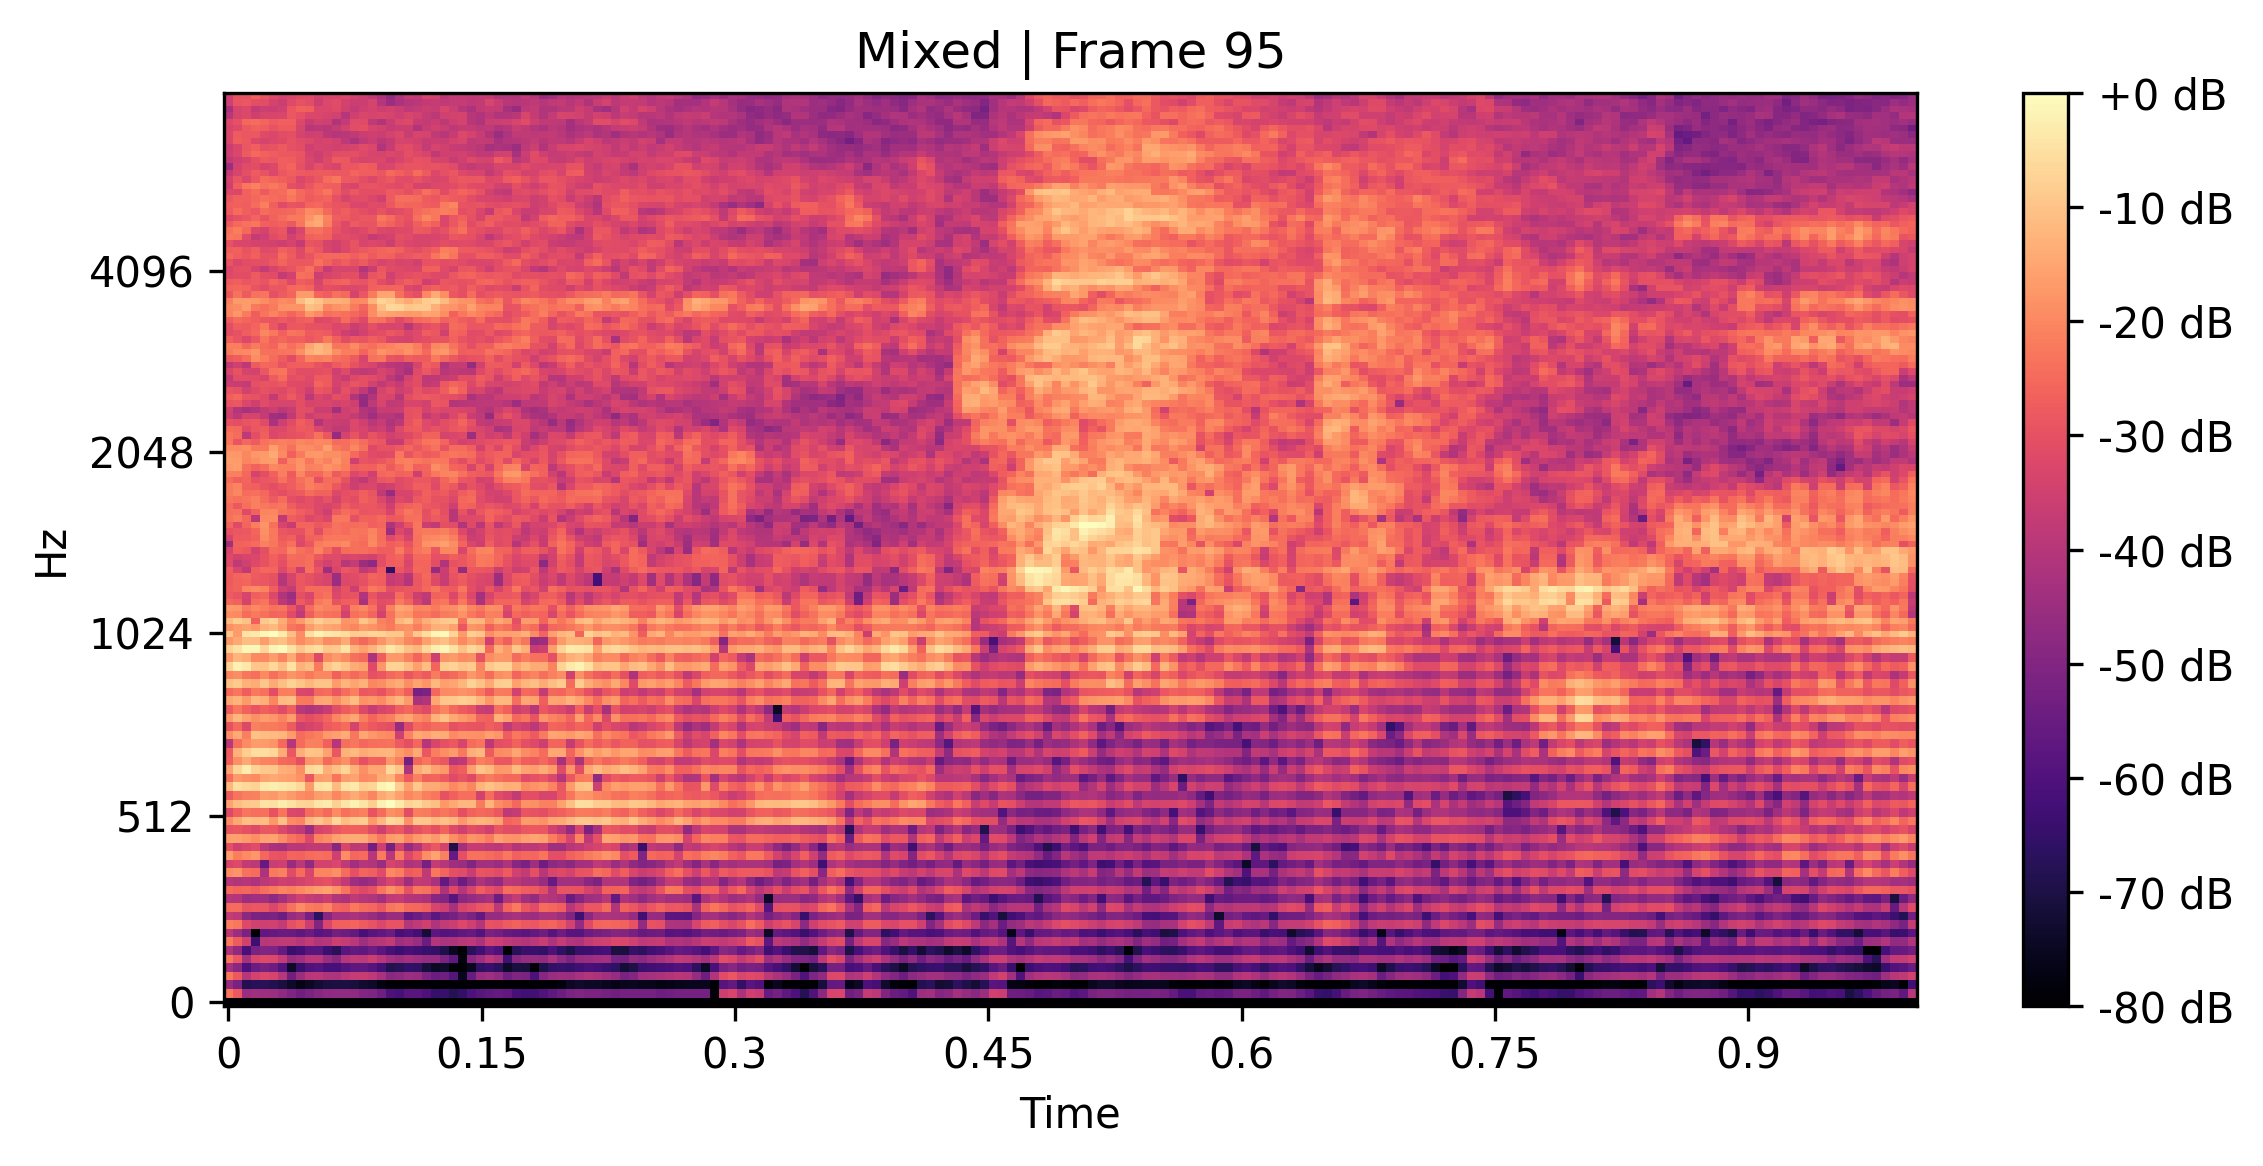 Mixed | Frame 95
+0 dB
-10 dB
-20 dB
-30 dB
-40 dB
-50 dB
-60 dB
-70 dB
-80 dB
4096
2048
1024
512
0
Hz
0 0.15 0.3 0.45 0.6 0.75 0.9
Time